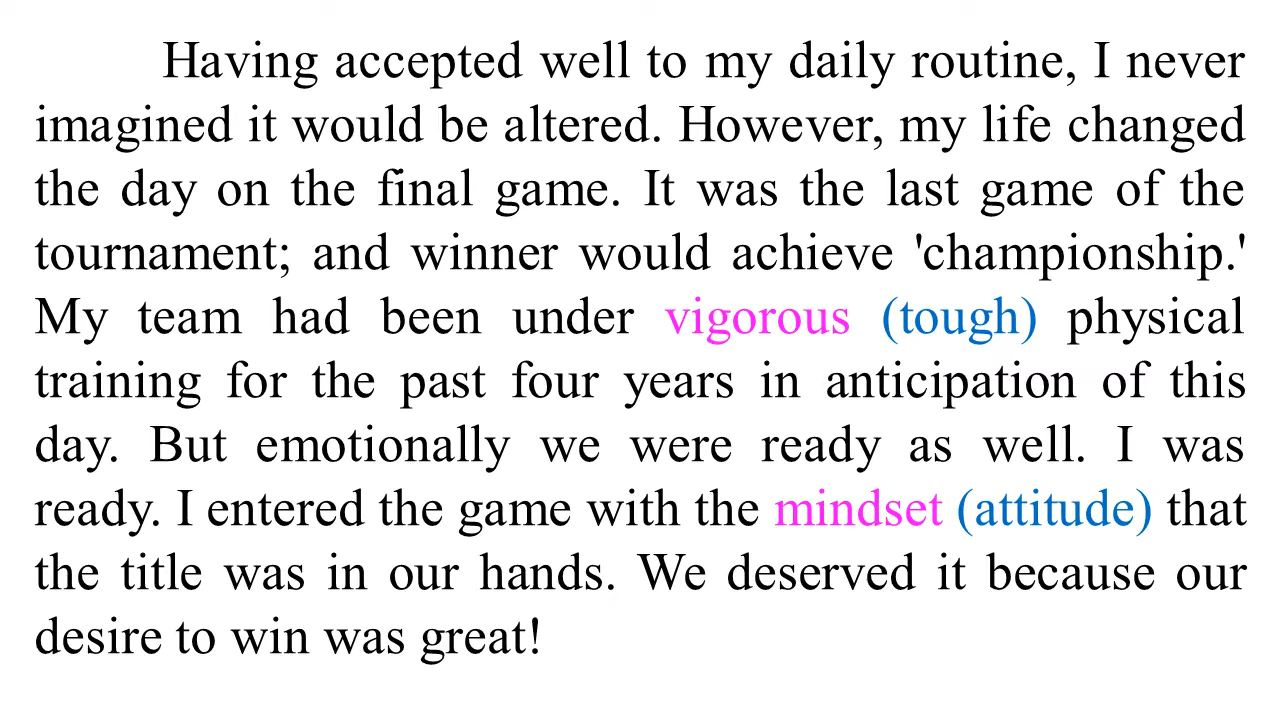 Having accepted well to my daily routine, I never
imagined it would be altered. However, my life changed
the day on the final game. It was the last game of the
tournament; and winner would achieve 'championship.'
My team had been under vigorous (tough) physical
training for the past four years in anticipation of this
day. But emotionally we were ready as well. I was
ready. I entered the game with the mindset (attitude) that
the title was in our hands. We deserved it because our
desire to win was great!